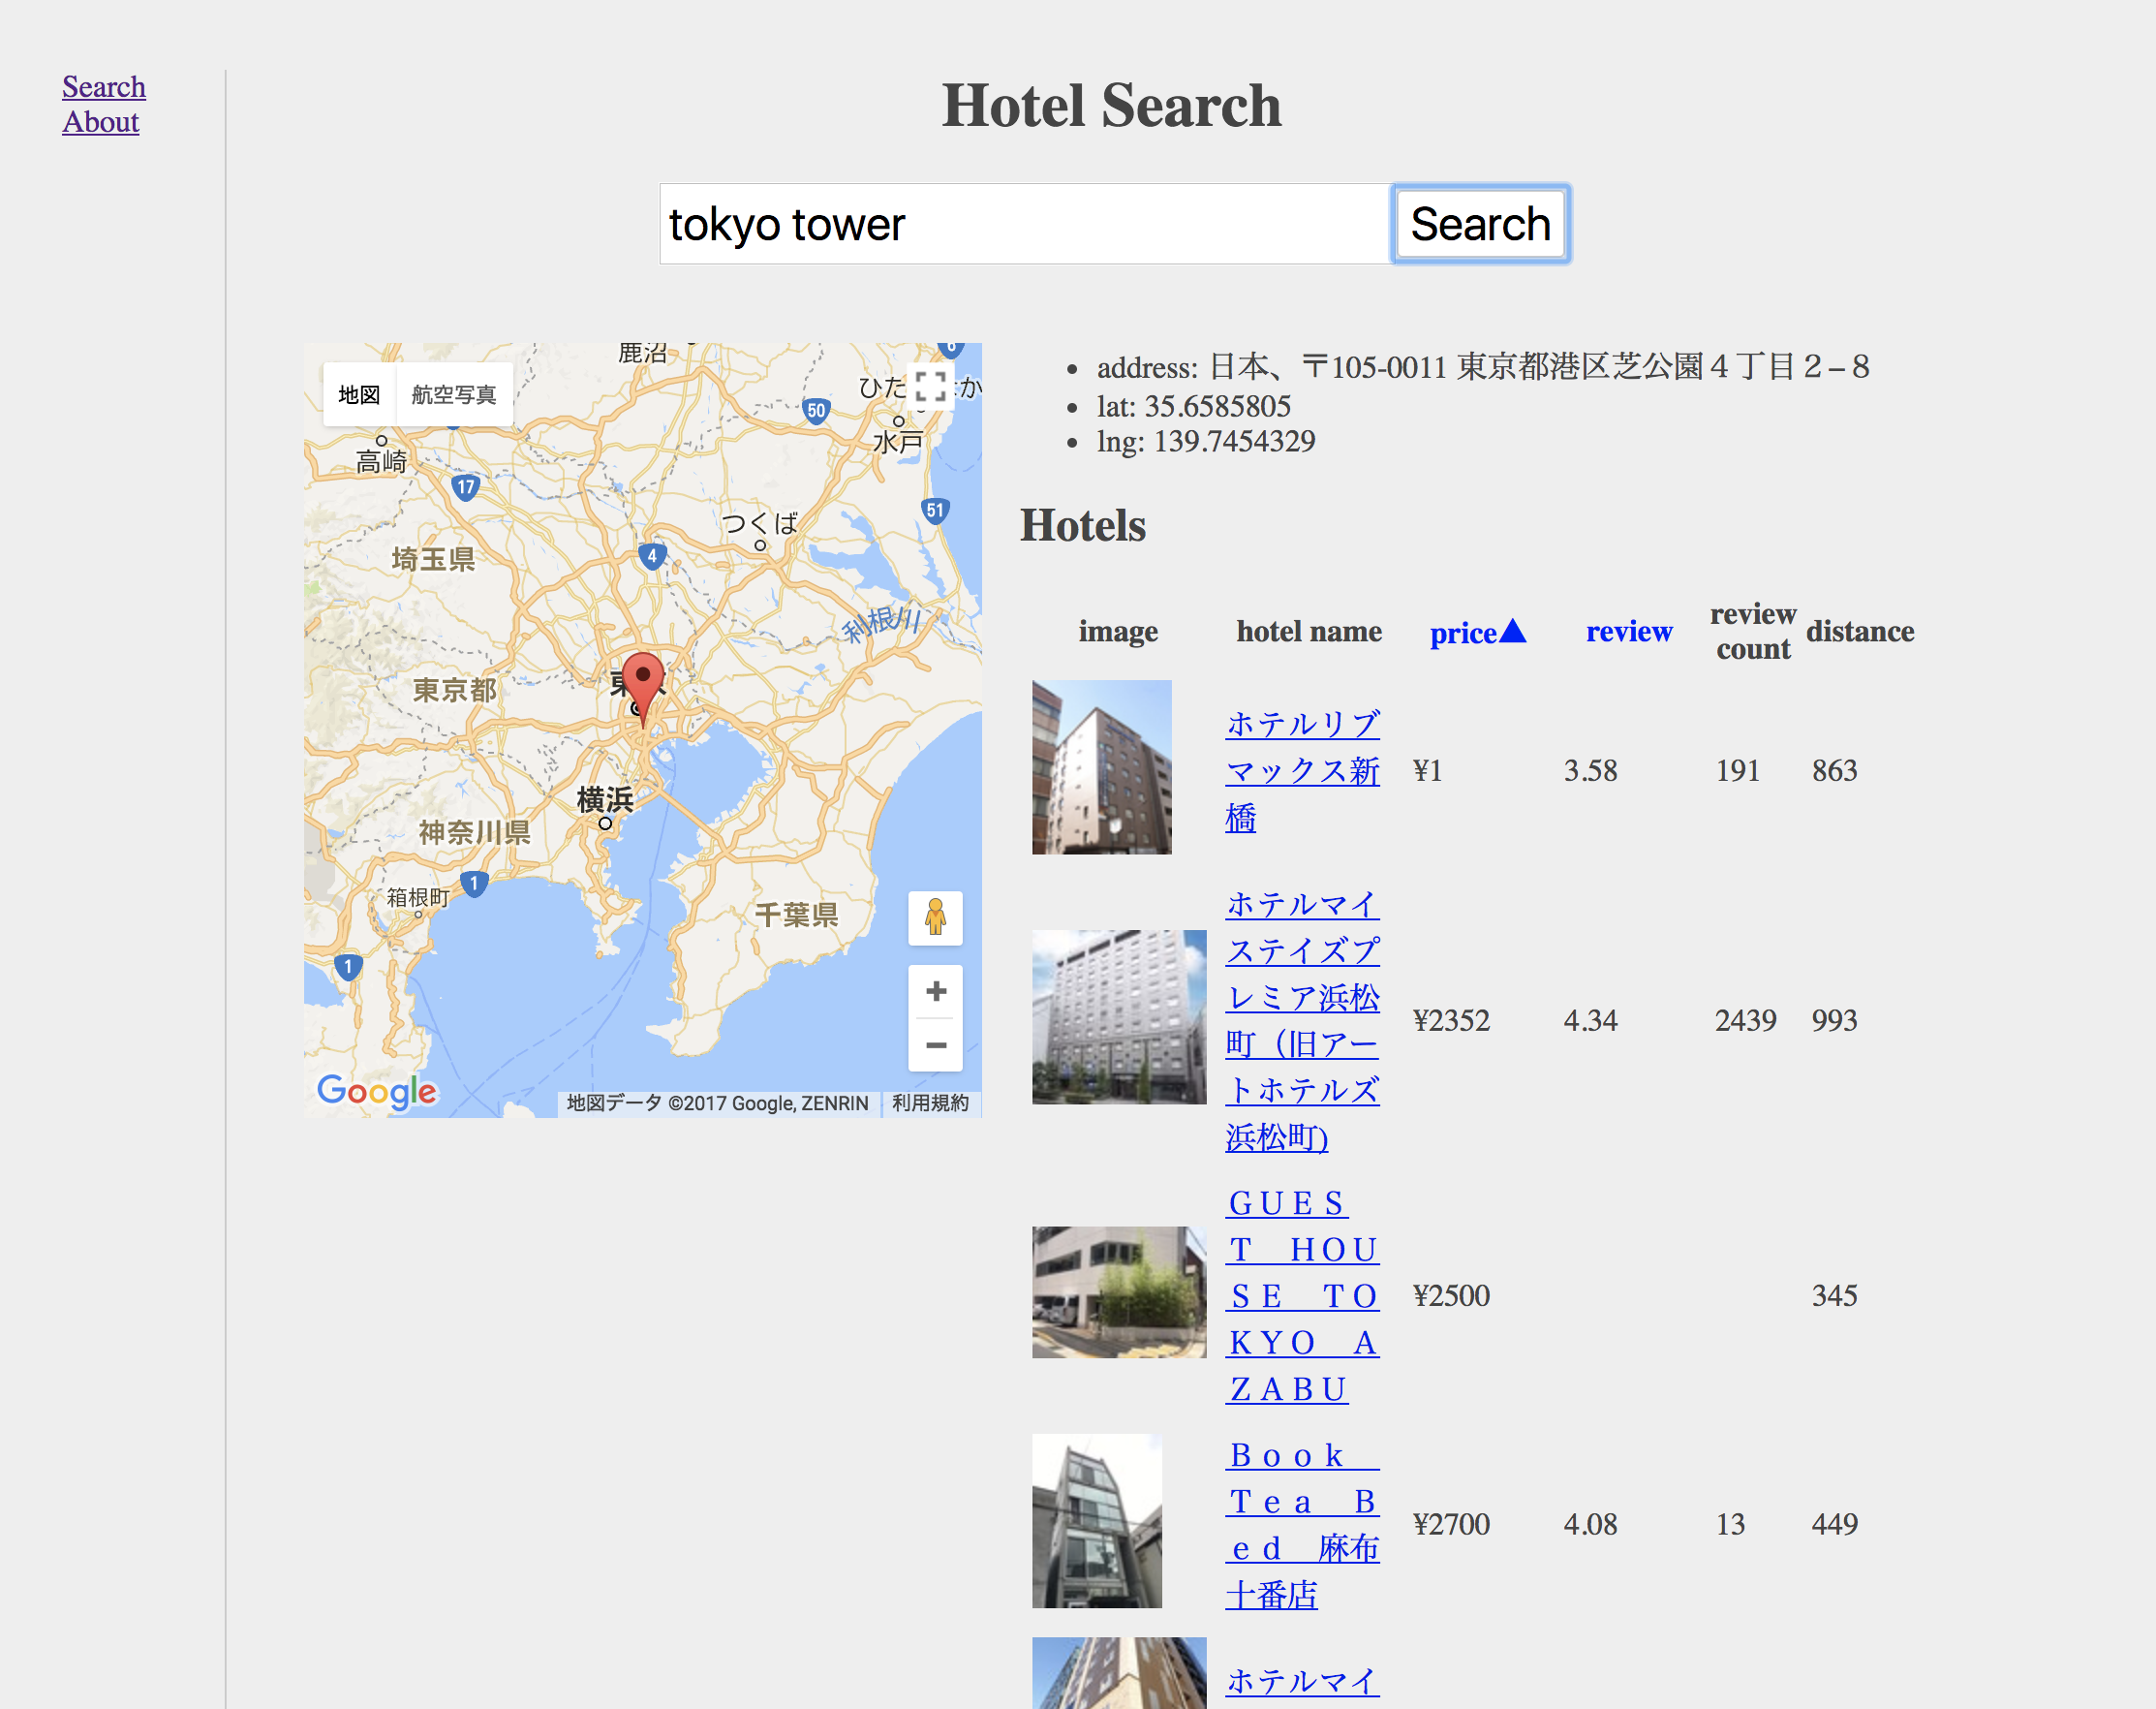 Search
About
Hotel Search
tokyo tower
Search
地図 航空写真
鹿沼
6
ひた
か
50
水戸
高崎
17
51
つくば
4
埼玉県
利根川
東京都
東
横浜
神奈川県
1
箱根町
千葉県
1
Google
地図データ ©2017 Google, ZENRIN 利用規約
address: 日本、〒105-0011 東京都港区芝公園４丁目２−８
lat: 35.6585805
lng: 139.7454329
Hotels
image hotel name price▲ review review count distance
ホテルリブ
マックス新
橋
¥1 3.58 191 863
ホテルマイ
ステイズプ
レミア浜松
町（旧アー
トホテルズ
浜松町)
¥2352 4.34 2439 993
ＧＵＥＳ
Ｔ　ＨＯＵ
ＳＥ　ＴＯ
ＫＹＯ　Ａ
ＺＡＢＵ
¥2500 345
Ｂｏｏｋ　
Ｔｅａ　Ｂ
ｅｄ　麻布
十番店
¥2700 4.08 13 449
ホテルマイ